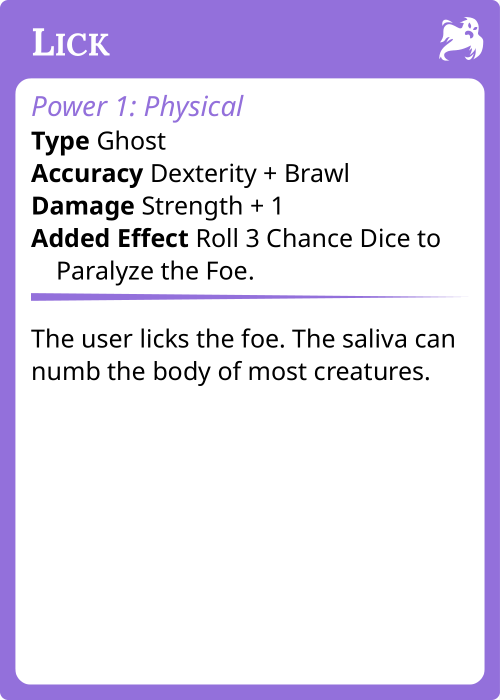 Lick
Power 1: Physical
Type Ghost
Accuracy Dexterity + Brawl
Damage Strength + 1
Added Effect Roll 3 Chance Dice to
Paralyze the Foe.
The user licks the foe. The saliva can
numb the body of most creatures.